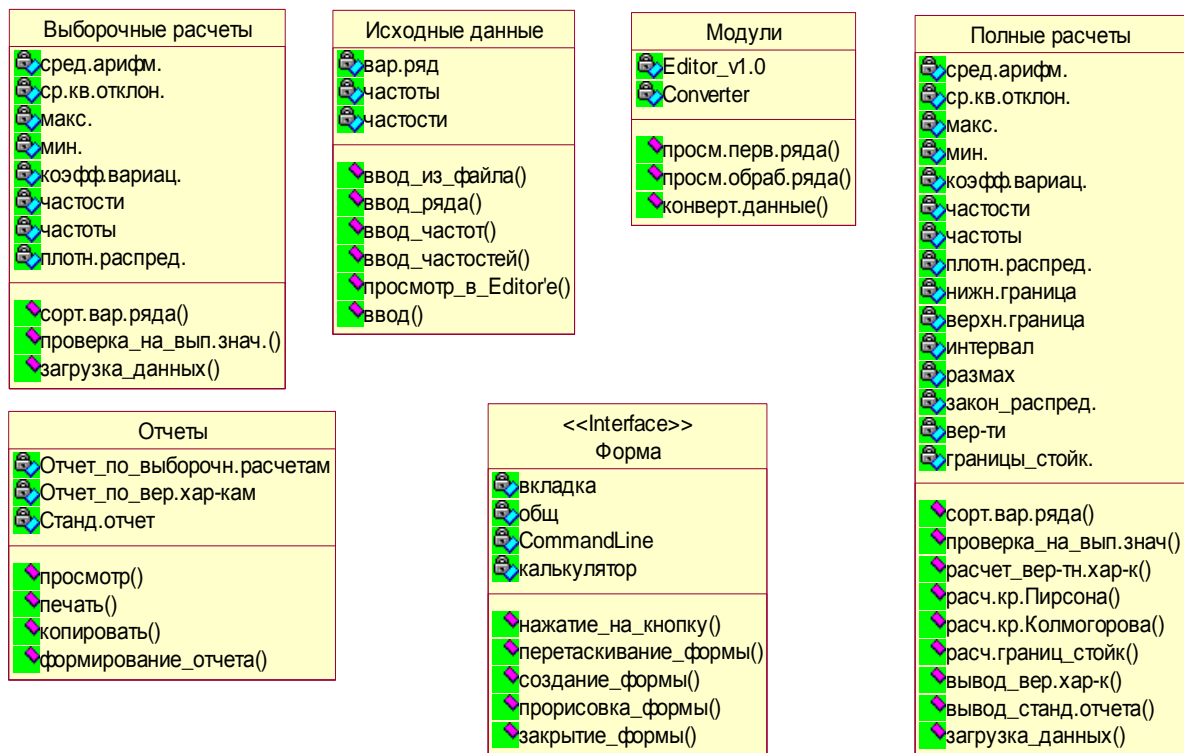 Выборочные расчеты
сред.арифм.
ср.кв.отклон.
макс.
мин.
коэфф.вариац.
частости
частоты
плотн.распред.
сорт.вар.ряда()
проверка_на_вып.знач.()
загрузка_данных()
Исходные данные
вар.ряд
частоты
частости
ввод_из_файла()
ввод_ряда()
ввод_частот()
ввод_частостей()
просмотр_в_Editor'e()
ввод()
Модули
Editor_v1.0
Converter
просм.перв.ряда()
просм.обраб.ряда()
конверт.данные()
Полные расчеты
сред.арифм.
ср.кв.отклон.
макс.
мин.
коэфф.вариац.
частости
частоты
плотн.распред.
нижн.граница
верхн.граница
интервал
размах
закон_распред.
вер-ти
границы_стойк.
сорт.вар.ряда()
проверка_на_вып.знач()
расчет_вер-тн.хар-к()
расч.кр.Пирсона()
расч.кр.Колмогорова()
расч.границ_стойк()
вывод_вер.хар-к()
вывод_станд.отчета()
загрузка_данных()
Отчеты
Отчет_по_выборочн.расчетам
Отчет_по_вер.хар-кам
Станд.отчет
просмотр()
печать()
копировать()
формирование_отчета()
<<Interface>>
Форма
вкладка
общ
CommandLine
калькулятор
нажатие_на_кнопку()
перетаскивание_формы()
создание_формы()
прорисовка_формы()
закрытие_формы()